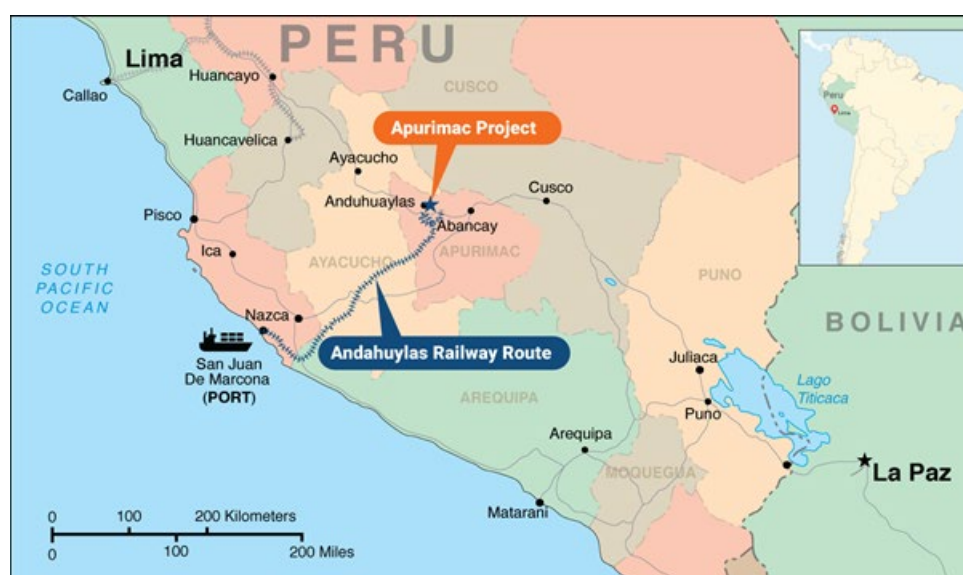 PERU
Lima
Callao
Huancayo
CUSCO
Huancavelica
Apurimac Project
Ayacucho
Anduhuaylas
Cusco
Abancay
Pisco
Ica
APURIMAC
AYACUCHO
PUNO
SOUTH
PACIFIC
OCEAN
Nazca
BOLIVIA
San Juan
De Marcona
(PORT)
Andahuylas Railway Route
Juliaca
Lago
Titicaca
AREQUIPA
Puno
Arequipa
MOQUEGUA
La Paz
Matarani
0 100 200 Kilometers
0 100 200 Miles
Peru
Lima